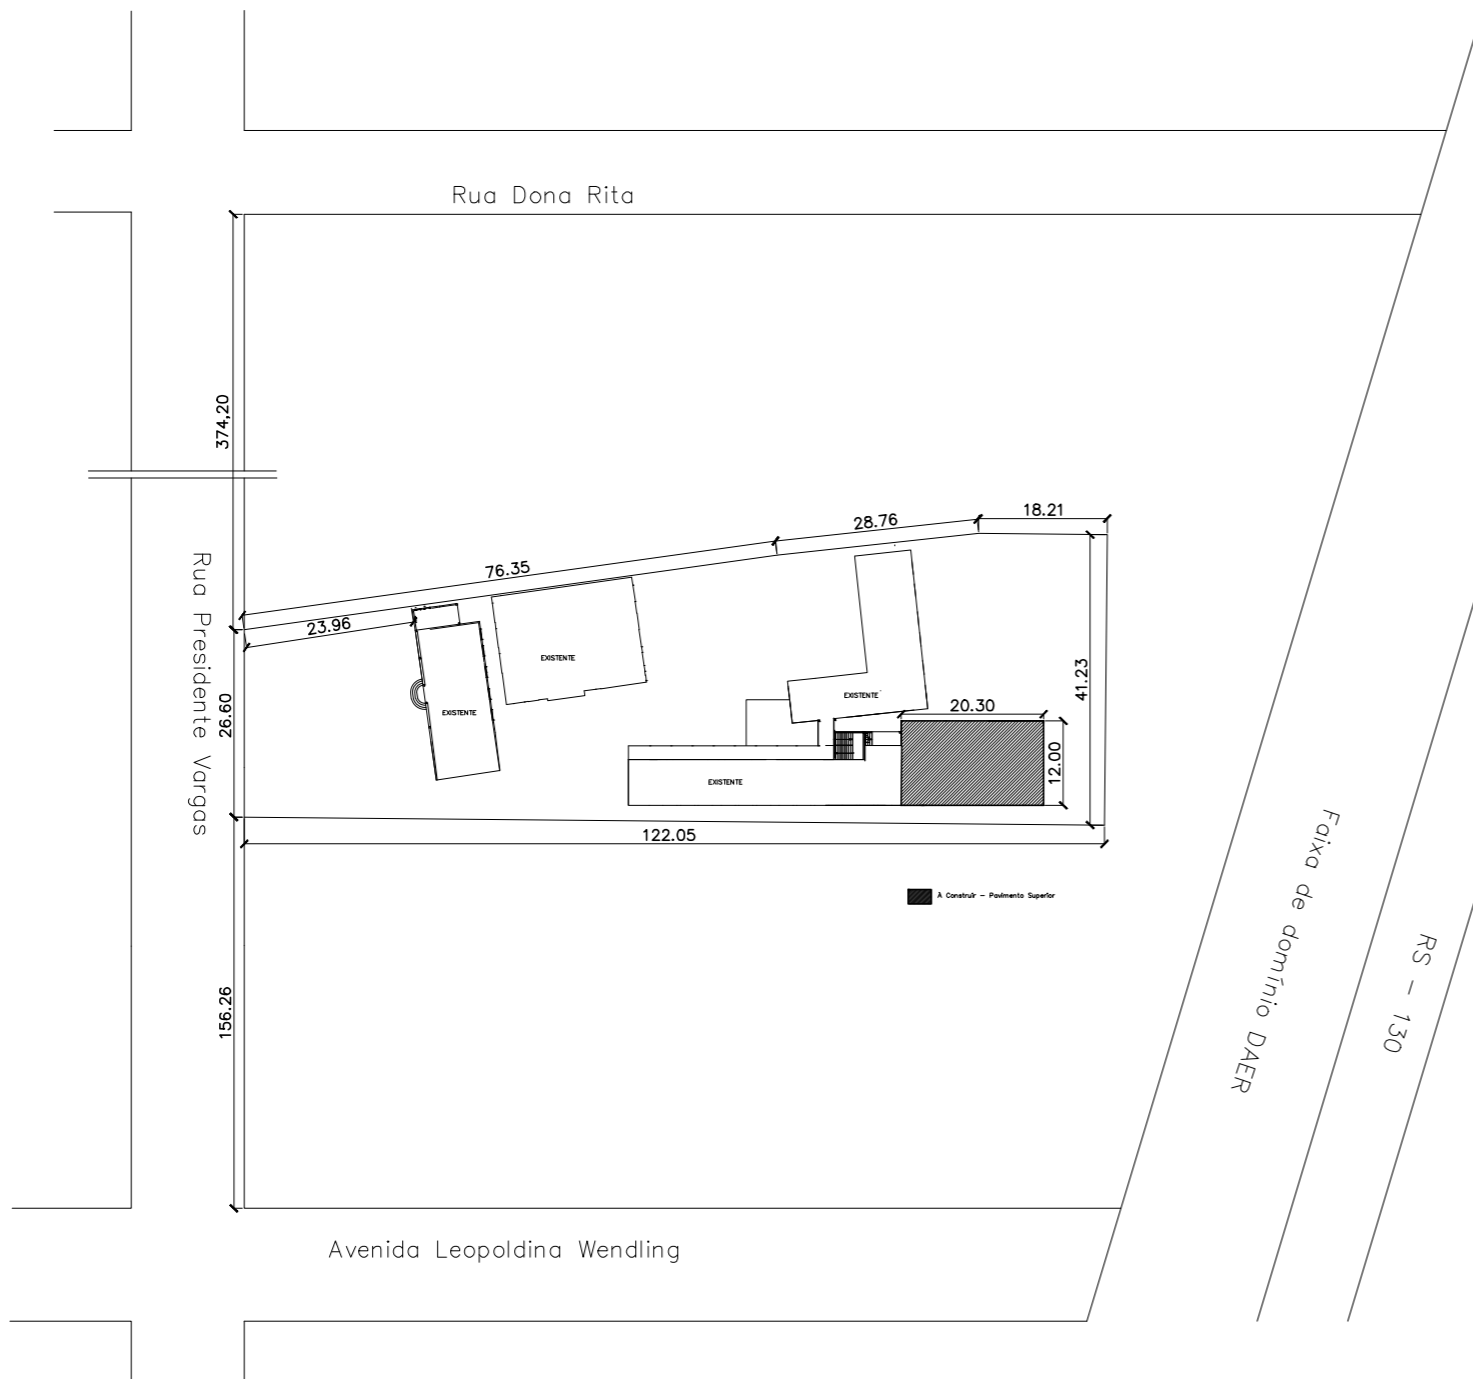 Rua Dona Rita
374,20
18.21
28.76
76.35
23.96
Rua Presidente Vargas
26.60
EXISTENTE
EXISTENTE
EXISTENTE
EXISTENTE
41.23
20.30
12.00
122.05
À Construir - Pavimento Superior
156.26
Faixa de domínio DAER
RS - 130
Avenida Leopoldina Wendling